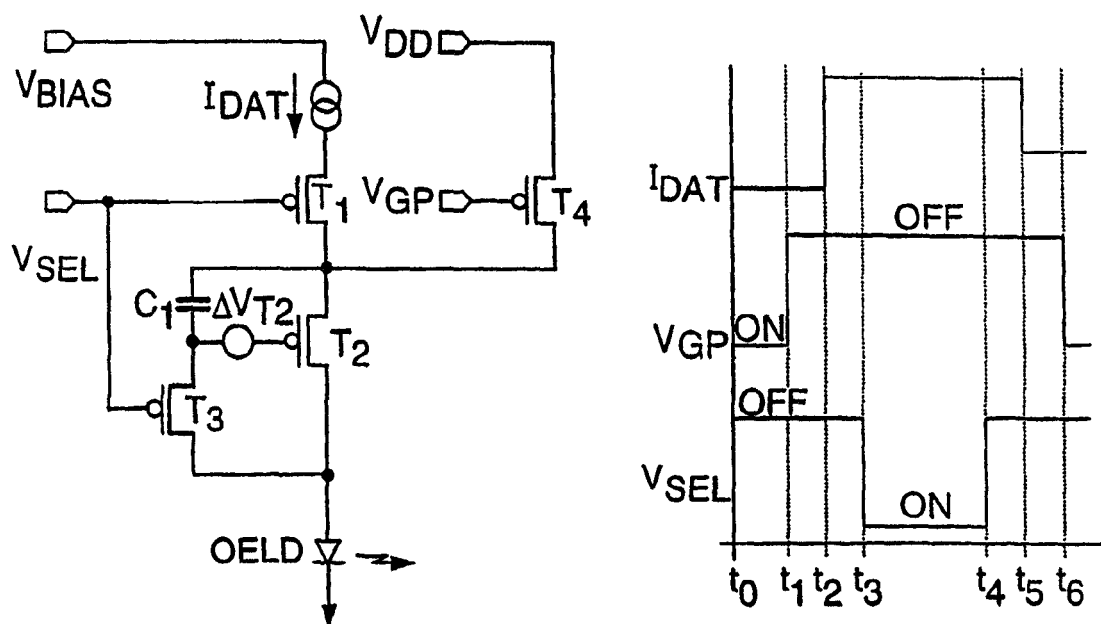 VDD
VBIAS
IDAT
T1
VGP
T4
VSEL
C1
ΔVT2
T2
T3
OELD
IDAT
OFF
VGP
ON
OFF
VSEL
ON
t0 t1 t2 t3 t4 t5 t6